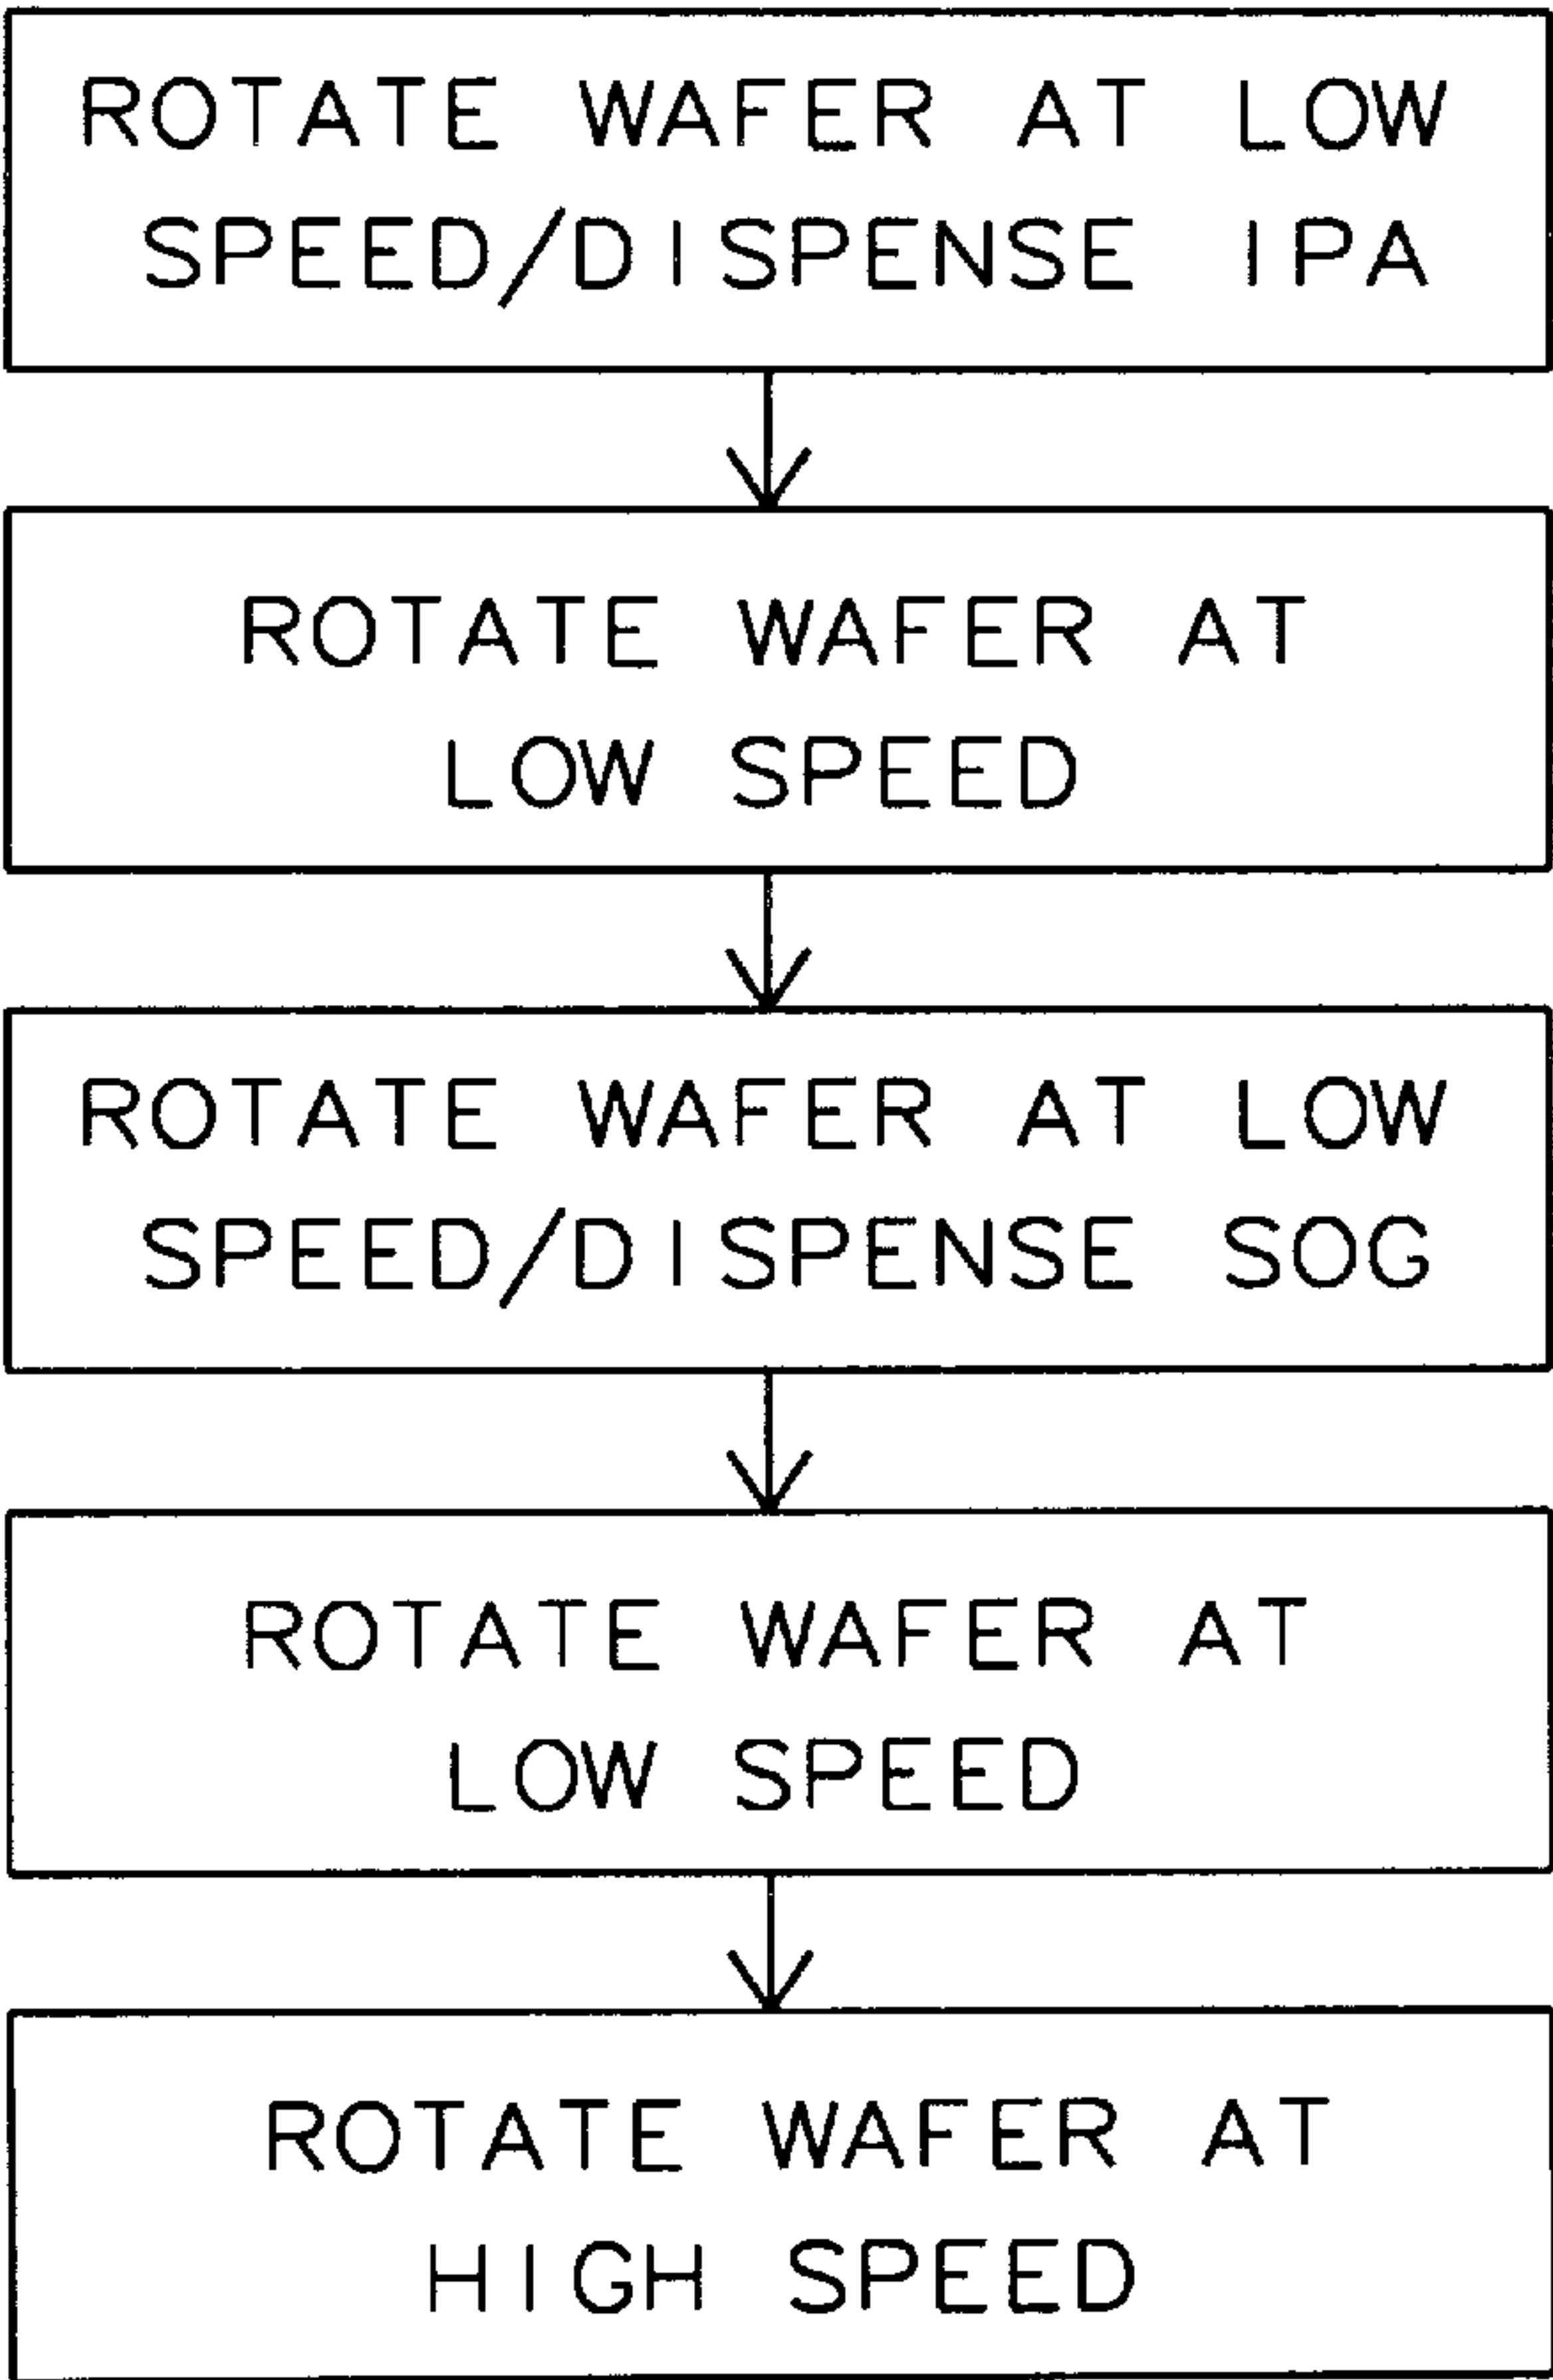 ROTATE WAFER AT LOW
SPEED/DISPENSE IPA
ROTATE WAFER AT
LOW SPEED
ROTATE WAFER AT LOW
SPEED/DISPENSE SOG
ROTATE WAFER AT
LOW SPEED
ROTATE WAFER AT
HIGH SPEED